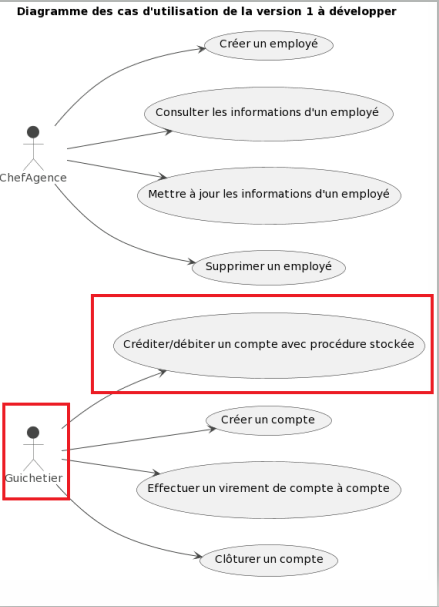 Diagramme des cas d'utilisation de la version 1 à développer
Créer un employé
Consulter les informations d'un employé
ChefAgence
Mettre à jour les informations d'un employé
Supprimer un employé
Créditer/débiter un compte avec procédure stockée
Créer un compte
Guichetier
Effectuer un virement de compte à compte
Clôturer un compte